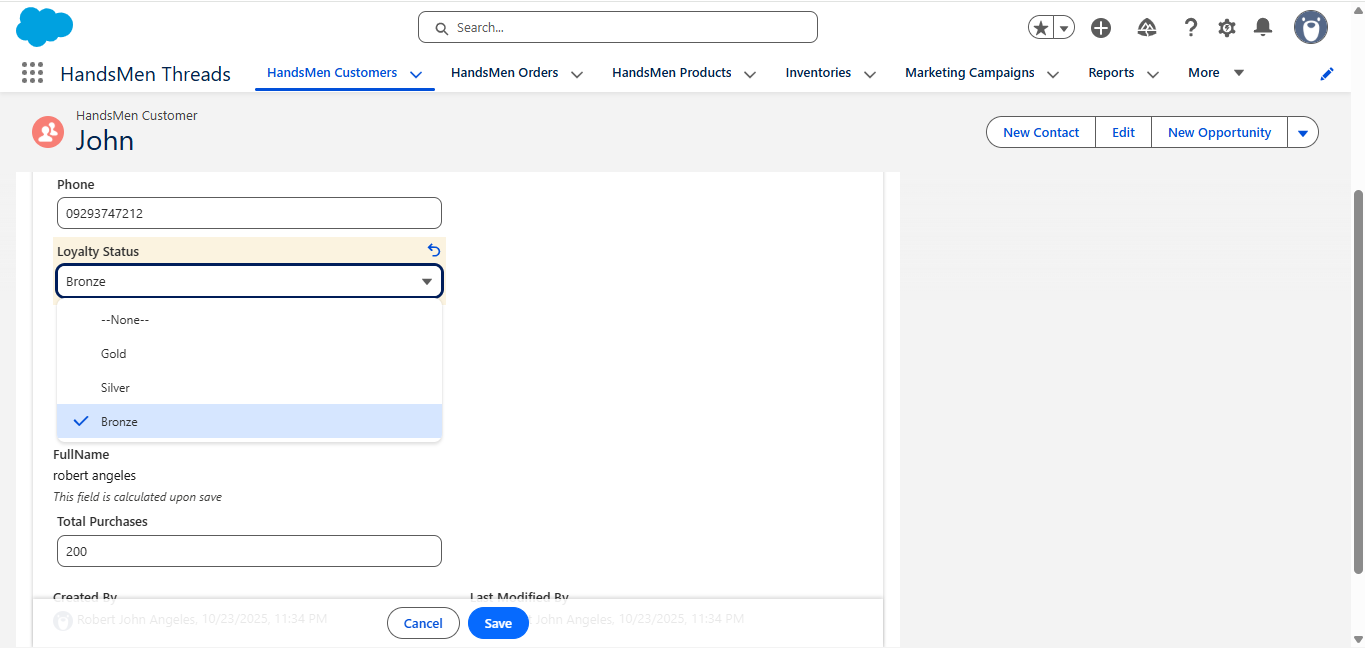 Search...
HandsMen Threads
HandsMen Customers
HandsMen Orders
HandsMen Products
Inventories
Marketing Campaigns
Reports
More
HandsMen Customer
John
New Contact
Edit
New Opportunity
Phone
09293747212
Loyalty Status
Bronze
--None--
Gold
Silver
Bronze
FullName
robert angeles
This field is calculated upon save
Total Purchases
200
Created By
Last Modified By
Robert John Angeles, 10/23/2025, 11:34 PM
John Angeles, 10/23/2025, 11:34 PM
Cancel
Save